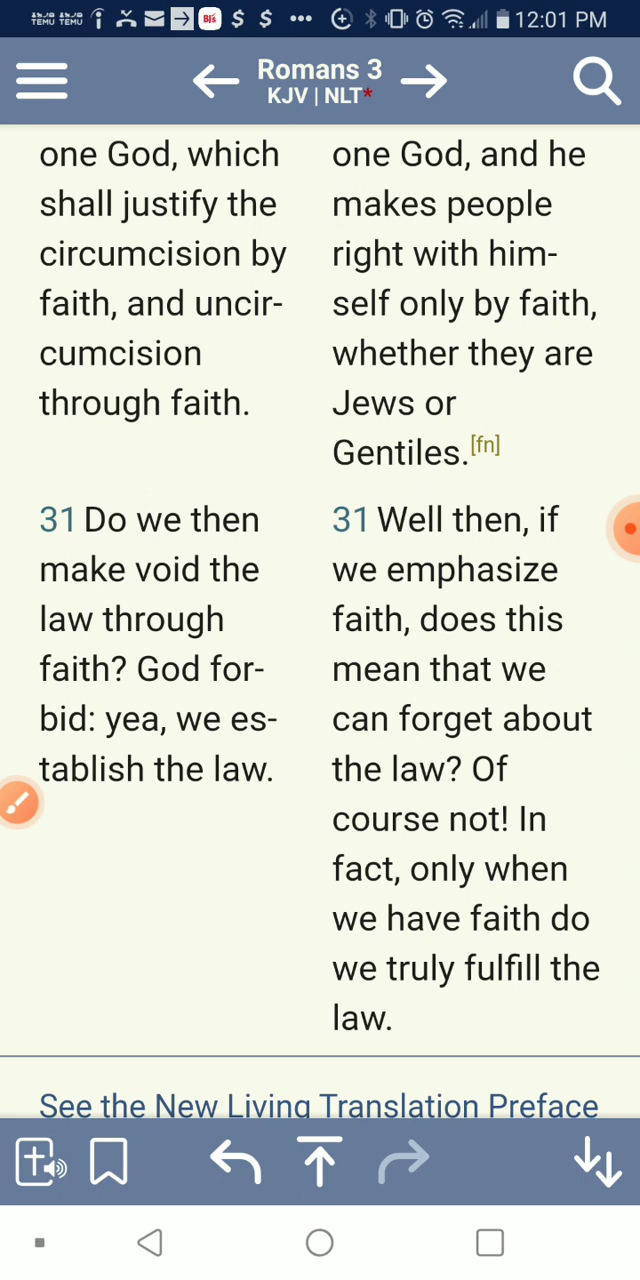 TEMU TEMU BJ's $ $ ••• 12:01 PM
Romans 3
KJV | NLT*
one God, which
shall justify the
circumcision by
faith, and uncir-
cumcision
through faith.
31 Do we then
make void the
law through
faith? God for-
bid: yea, we es-
tablish the law.
one God, and he
makes people
right with him-
self only by faith,
whether they are
Jews or
Gentiles.[fn]
31 Well then, if
we emphasize
faith, does this
mean that we
can forget about
the law? Of
course not! In
fact, only when
we have faith do
we truly fulfill the
law.
See the New Living Translation Preface